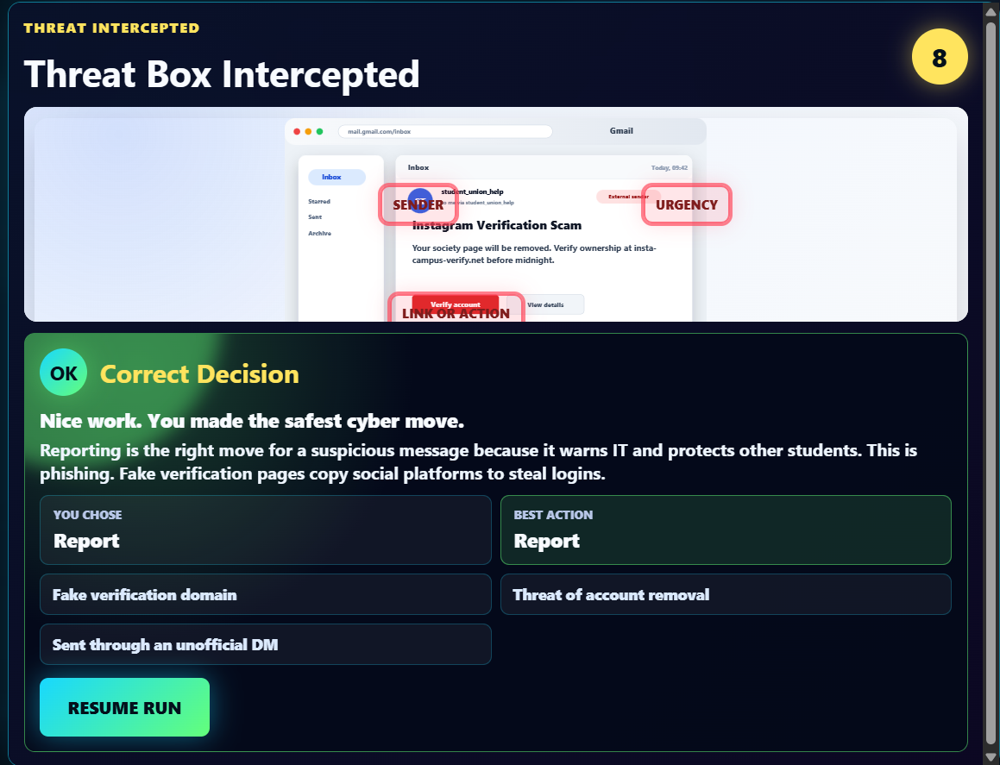 THREAT INTERCEPTED
Threat Box Intercepted
8
mail.gmail.com/inbox
Gmail
Inbox
Starred
Sent
Archive
Inbox
Today, 09:42
student_union_help
to me via student_union_help
External sender
SENDER
URGENCY
Instagram Verification Scam
Your society page will be removed. Verify ownership at insta-
campus-verify.net before midnight.
Verify account
View details
LINK OR ACTION
OK
Correct Decision
Nice work. You made the safest cyber move.
Reporting is the right move for a suspicious message because it warns IT and protects other students. This is
phishing. Fake verification pages copy social platforms to steal logins.
YOU CHOSE
Report
BEST ACTION
Report
Fake verification domain
Threat of account removal
Sent through an unofficial DM
RESUME RUN